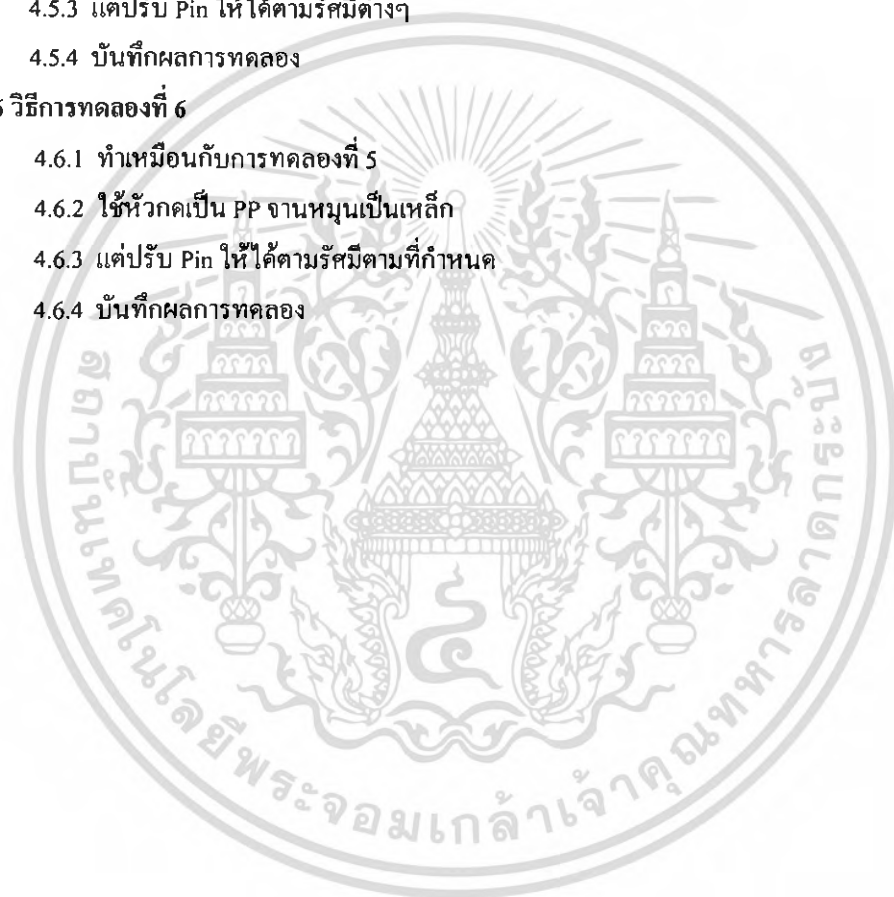 4.5.3 แต่ปรับ Pin ให้ได้ตามรัศมีต่างๆ
4.5.4 บันทึกผลการทดลอง
6 วิธีการทดลองที่ 6
4.6.1 ทำเหมือนกับการทดลองที่ 5
4.6.2 ใช้หัวกดเป็น PP จานหมุนเป็นเหล็ก
4.6.3 แต่ปรับ Pin ให้ได้ตามรัศมีตามที่กำหนด
4.6.4 บันทึกผลการทดลอง
สถาบันเทคโนโลยีพระจอมเกล้าเจ้าคุณทหารลาดกระบัง